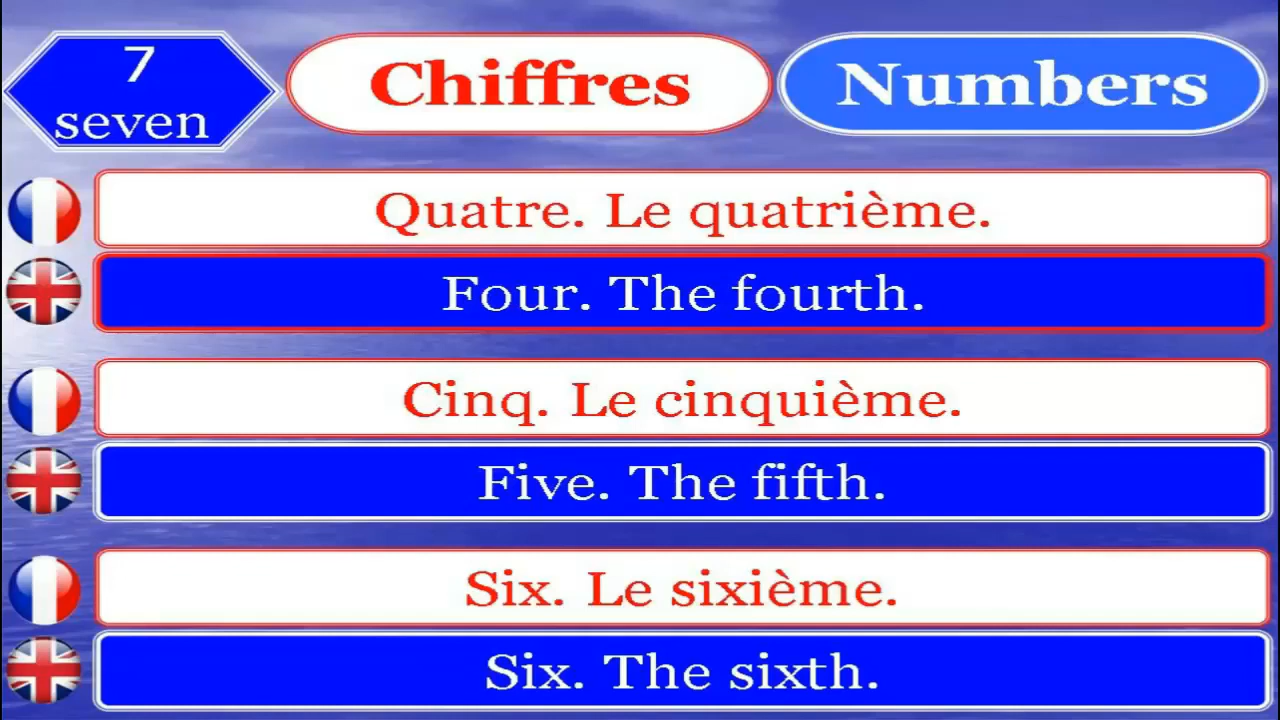 7
seven
Chiffres
Numbers
Quatre. Le quatrième.
Four. The fourth.
Cinq. Le cinquième.
Five. The fifth.
Six. Le sixième.
Six. The sixth.